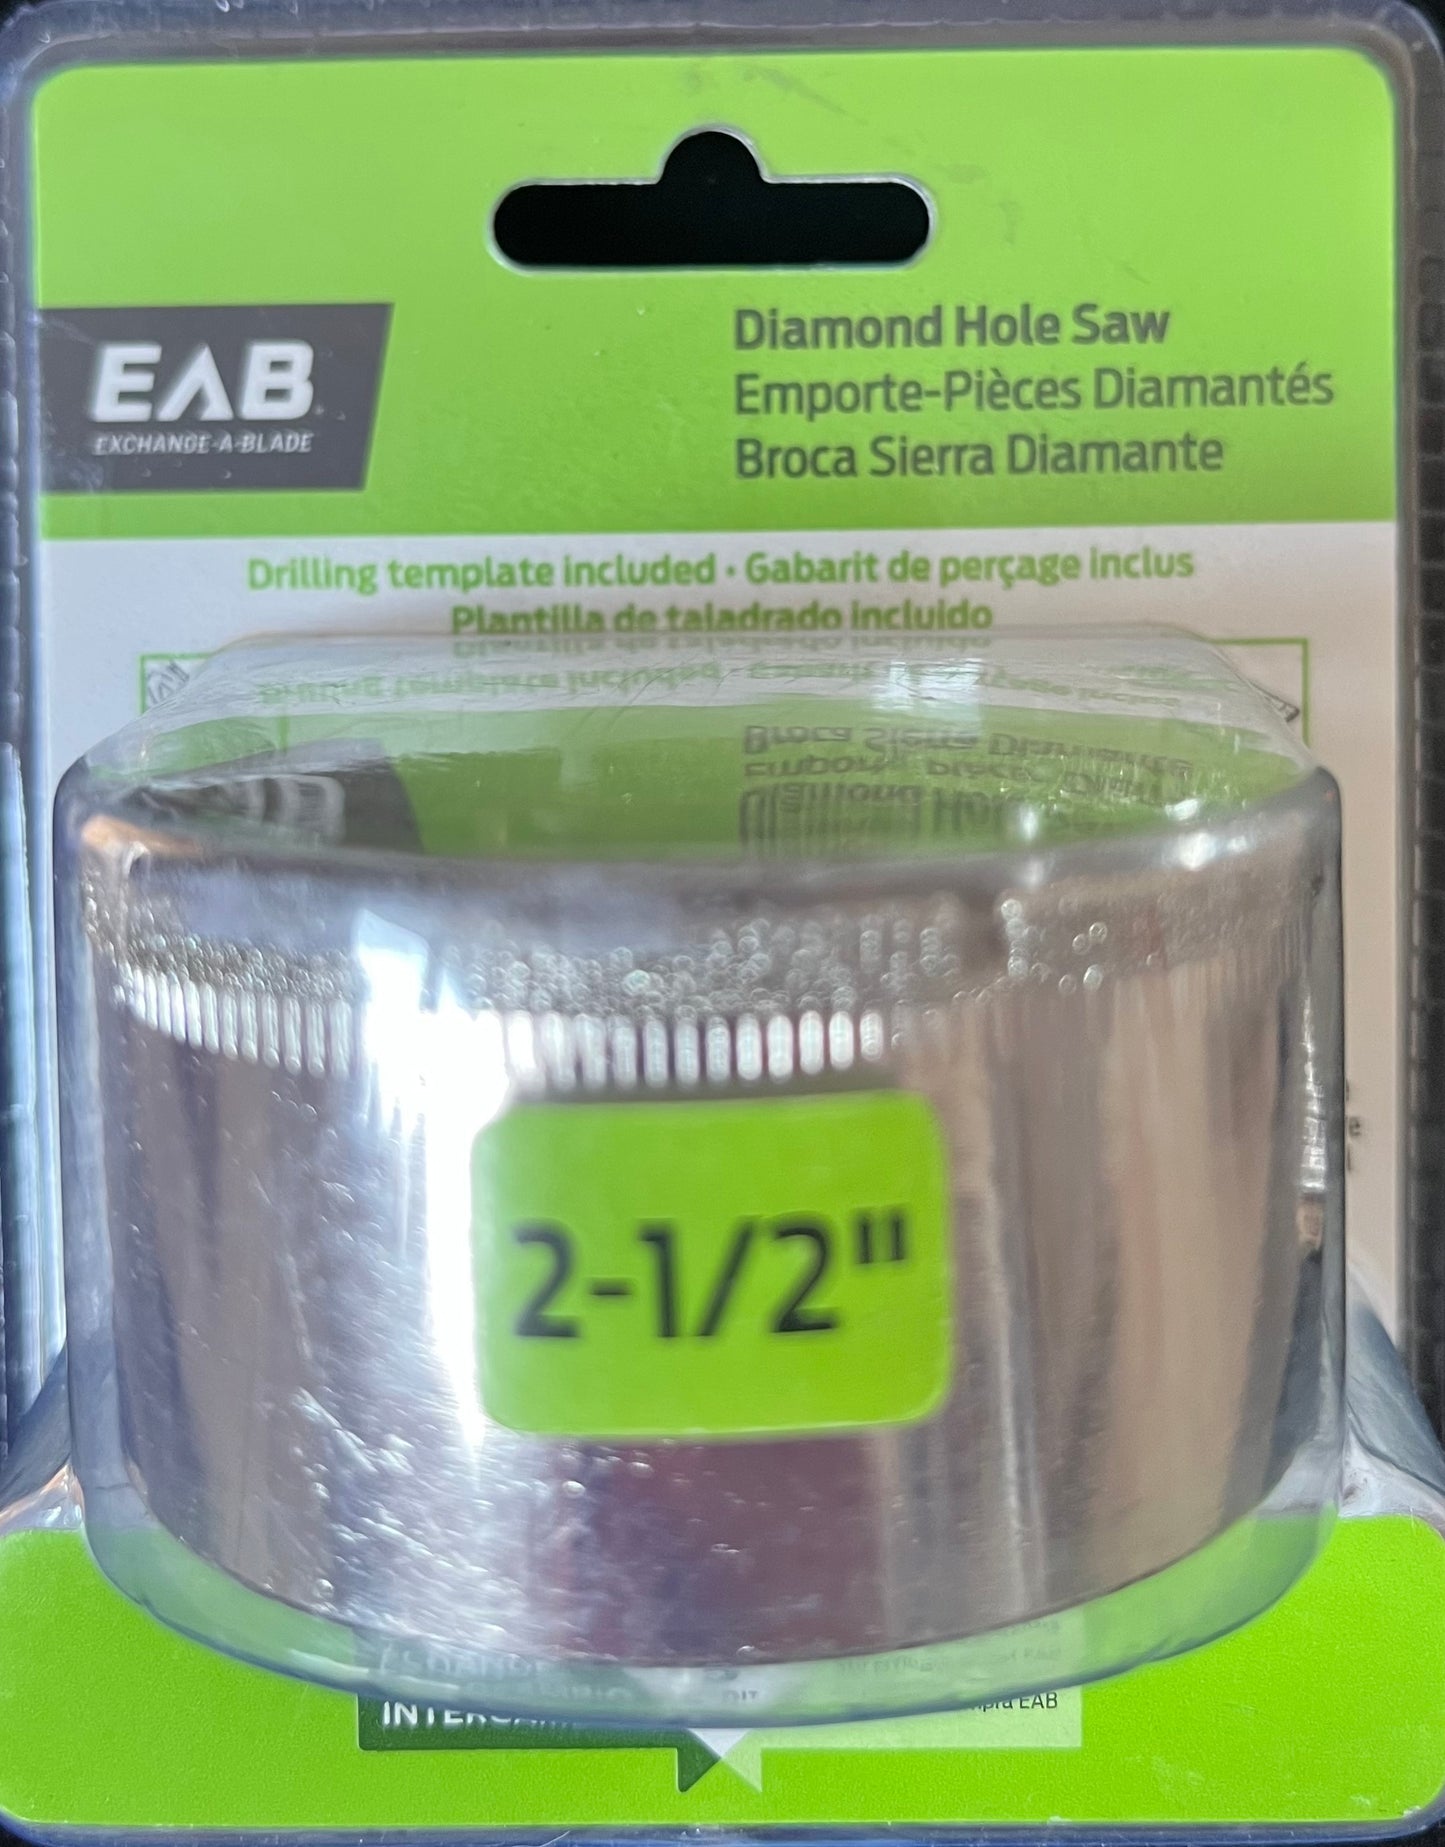 EAB
EXCHANGE-A-BLADE
Diamond Hole Saw
Emporte-Pièces Diamantés
Broca Sierra Diamante
Drilling template included • Gabarit de perçage inclus
Plantilla de taladrado incluido
2-1/2"
EAB